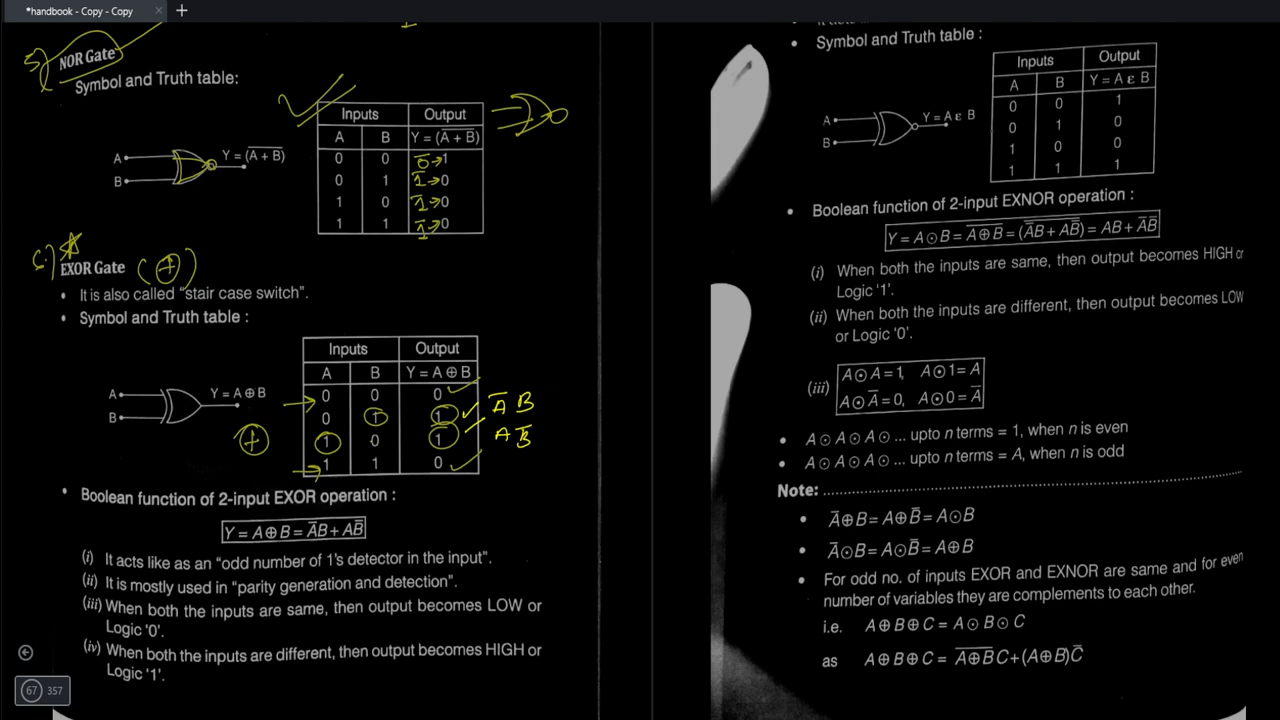 *handbook - Copy - Copy
5)
NOR Gate
Symbol and Truth table:
A
B
Y = (A̅ ̅+̅ ̅B̅)
Inputs Output
A B Y = (A̅ ̅+̅ ̅B̅)
0 0 0̅→1
0 1 1̅→0
1 0 1̅→0
1 1 1̅→0
EXOR Gate (⊕)
• It is also called "stair case switch".
• Symbol and Truth table :
A
B
Y = A ⊕ B
⊕
Inputs Output
A B Y = A ⊕ B
0 0 0
0 1 1 A̅ B
1 0 1 A B̅
1 1 0
• Boolean function of 2-input EXOR operation :
Y = A ⊕ B = A̅B + AB̅
(i) It acts like as an "odd number of 1's detector in the input".
(ii) It is mostly used in "parity generation and detection".
(iii) When both the inputs are same, then output becomes LOW or
Logic '0'.
(iv) When both the inputs are different, then output becomes HIGH or
Logic '1'.
67 357
• Symbol and Truth table :
A
B
Y = A ε B
Inputs Output
A B Y = A ε B
0 0 1
0 1 0
1 0 0
1 1 1
• Boolean function of 2-input EXNOR operation :
Y = A ⊙ B = A̅ ̅⊕̅ ̅B̅ = (A̅B + AB̅)̅ = AB + A̅B̅
(i) When both the inputs are same, then output becomes HIGH or
Logic '1'.
(ii) When both the inputs are different, then output becomes LOW
or Logic '0'.
(iii) A ⊙ A = 1, A ⊙ 1 = A
A ⊙ A̅ = 0, A ⊙ 0 = A̅
• A ⊙ A ⊙ A ⊙ ... upto n terms = 1, when n is even
• A ⊙ A ⊙ A ⊙ ... upto n terms = A, when n is odd
Note:
• A̅ ⊕ B = A ⊕ B̅ = A ⊙ B
• A̅ ⊙ B = A ⊙ B̅ = A ⊕ B
• For odd no. of inputs EXOR and EXNOR are same and for even
number of variables they are complements to each other.
i.e. A ⊕ B ⊕ C = A ⊙ B ⊙ C
as A ⊕ B ⊕ C = A̅ ̅⊕̅ ̅B̅ C + (A ⊕ B)C̅